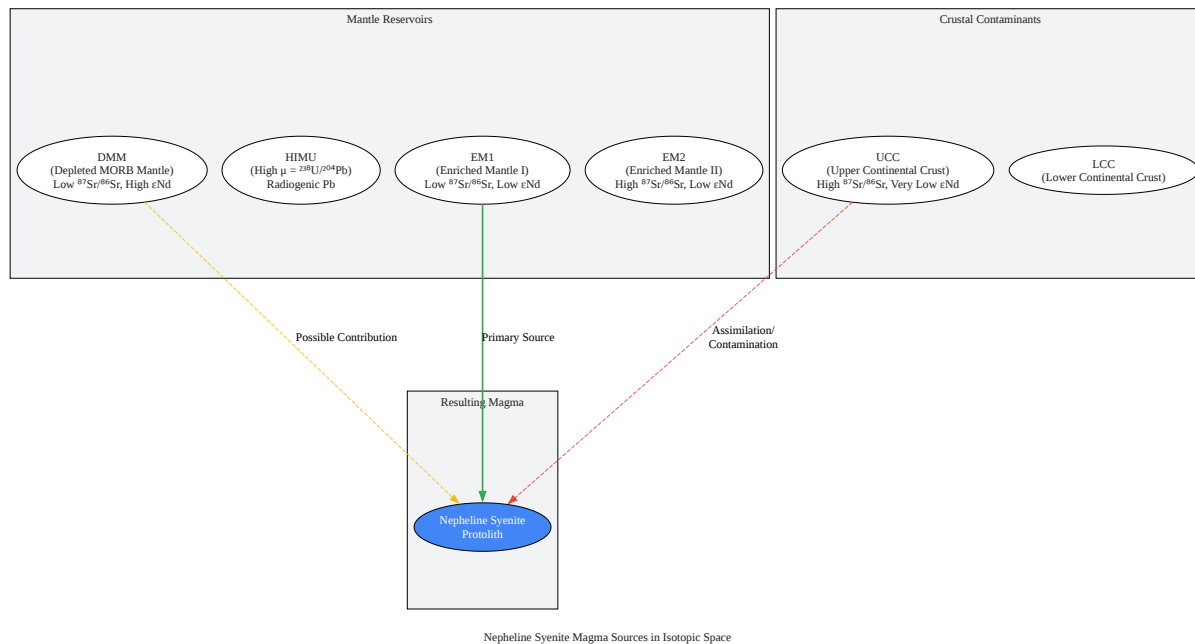 Mantle Reservoirs
Crustal Contaminants
DMM
(Depleted MORB Mantle)
Low ⁸⁷Sr/⁸⁶Sr, High εNd
HIMU
(High μ = ²³⁸U/²⁰⁴Pb)
Radiogenic Pb
EM1
(Enriched Mantle I)
Low ⁸⁷Sr/⁸⁶Sr, Low εNd
EM2
(Enriched Mantle II)
High ⁸⁷Sr/⁸⁶Sr, Low εNd
UCC
(Upper Continental Crust)
High ⁸⁷Sr/⁸⁶Sr, Very Low εNd
LCC
(Lower Continental Crust)
Possible Contribution
Primary Source
Assimilation/
Contamination
Resulting Magma
Nepheline Syenite
Protolith
Nepheline Syenite Magma Sources in Isotopic Space